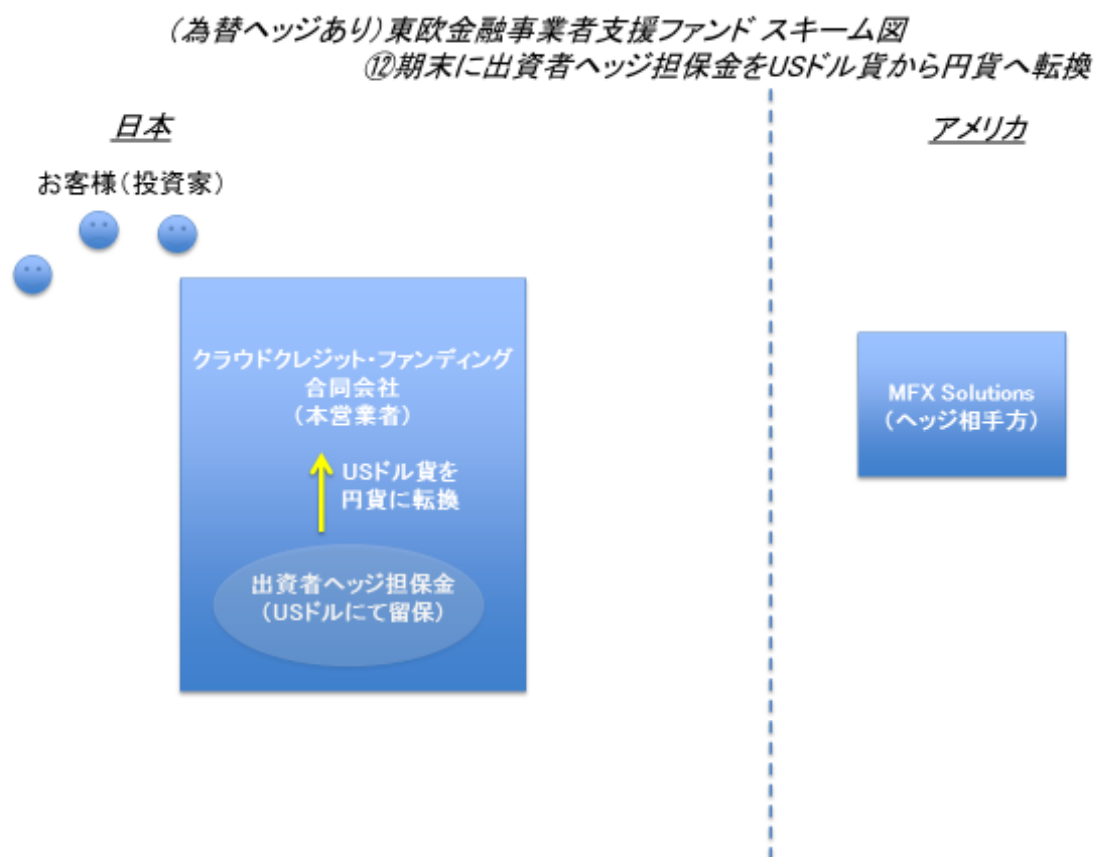 (為替ヘッジあり)東欧金融事業者支援ファンド スキーム図
⑫期末に出資者ヘッジ担保金をUSドル貨から円貨へ転換
日本
アメリカ
お客様(投資家)
クラウドクレジット・ファンディング
合同会社
(本営業者)
USドル貨を
円貨に転換
出資者ヘッジ担保金
(USドルにて留保)
MFX Solutions
(ヘッジ相手方)